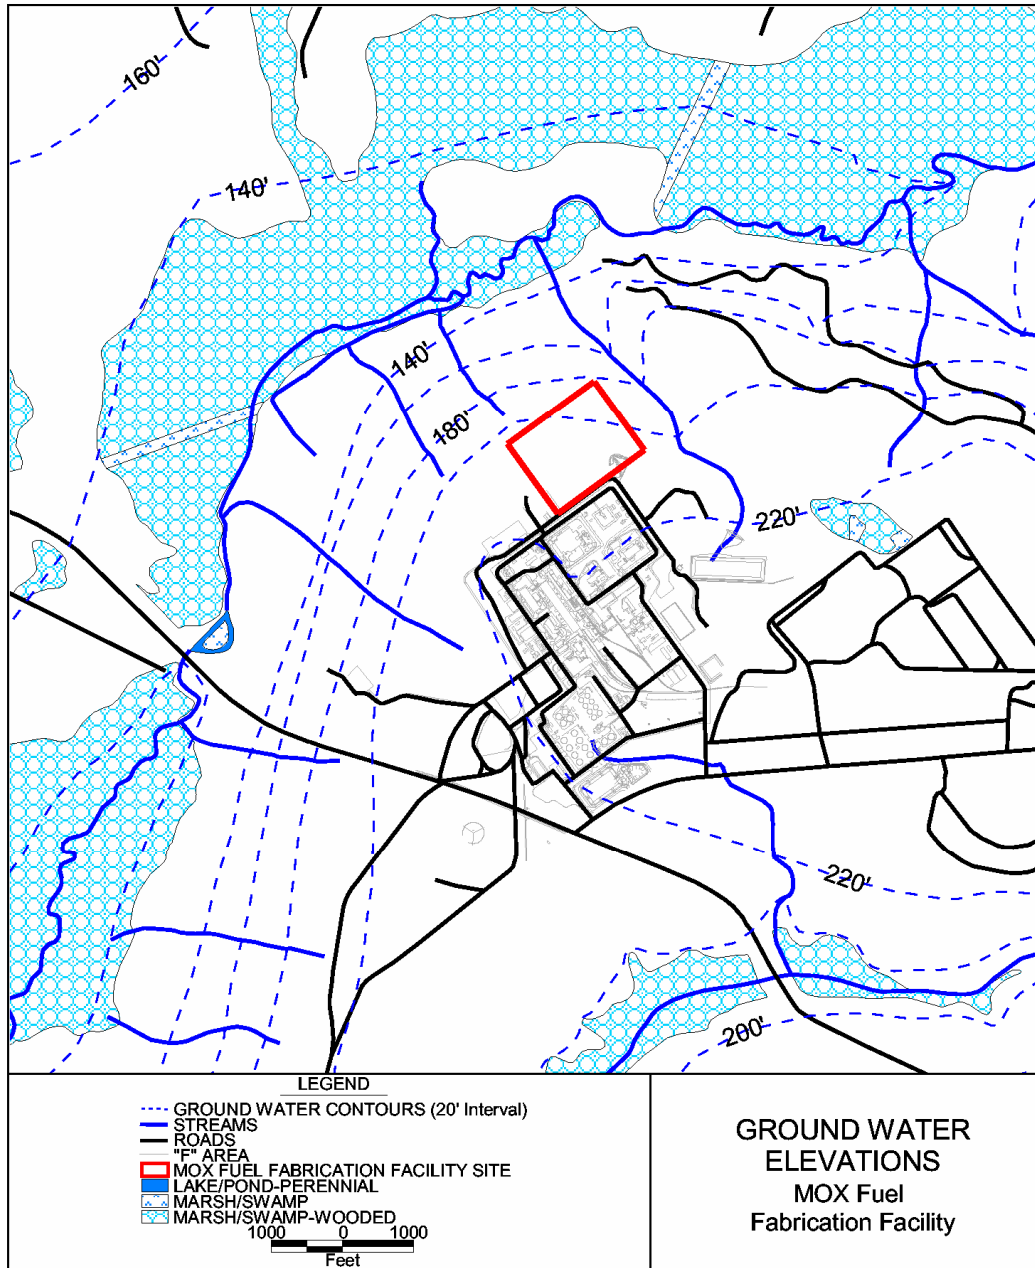 160'
140'
140'
180'
220'
220'
200'
LEGEND
GROUND WATER CONTOURS (20' Interval)
STREAMS
ROADS
"F" AREA
MOX FUEL FABRICATION FACILITY SITE
LAKE/POND-PERENNIAL
MARSH/SWAMP
MARSH/SWAMP-WOODED
1000 0 1000
Feet
GROUND WATER
ELEVATIONS
MOX Fuel
Fabrication Facility